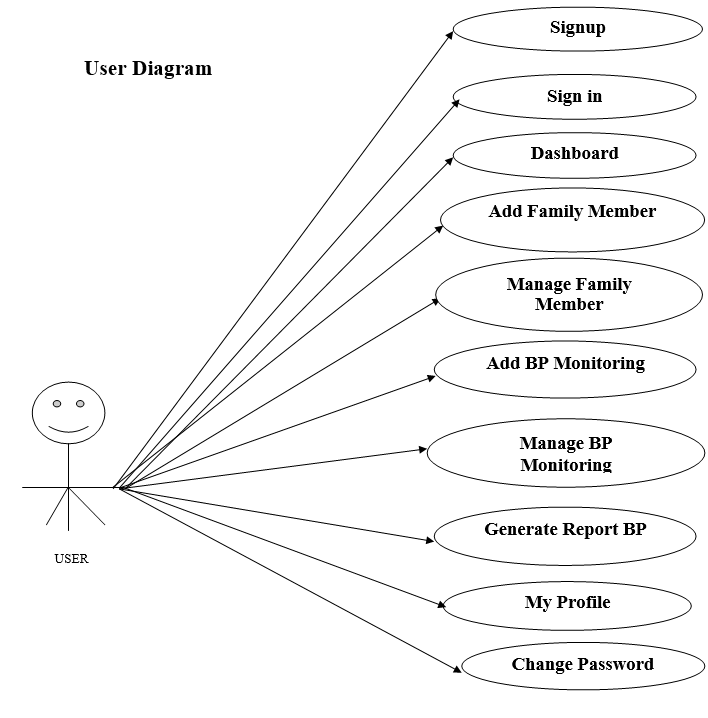 User Diagram
Signup
Sign in
Dashboard
Add Family Member
Manage Family
Member
Add BP Monitoring
Manage BP
Monitoring
Generate Report BP
My Profile
Change Password
USER